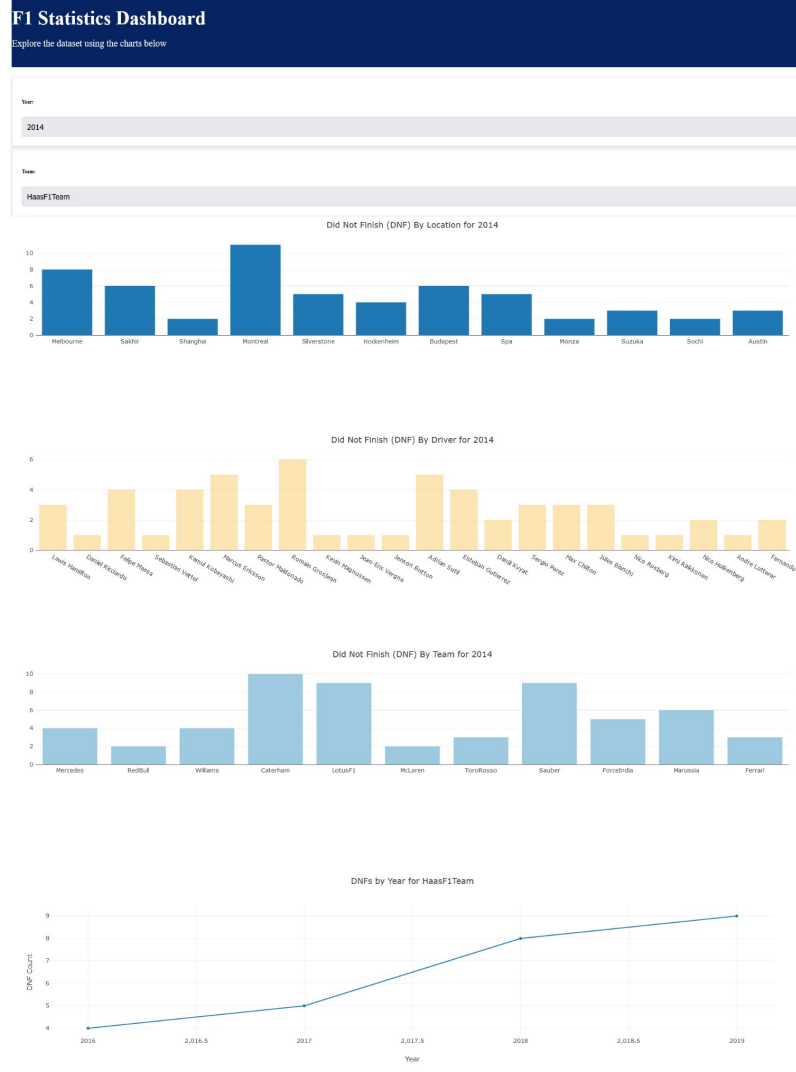 F1 Statistics Dashboard
Explore the dataset using the charts below
Year:
2014
Team:
HaasF1Team
Did Not Finish (DNF) By Location for 2014
10
8
6
4
2
0
Melbourne Sakhir Shanghai Montreal Silverstone Hockenheim Budapest Spa Monza Suzuka Sochi Austin
Did Not Finish (DNF) By Driver for 2014
6
4
2
0
Lewis Hamilton Daniel Ricciardo Felipe Massa Sebastian Vettel Kamui Kobayashi Marcus Ericsson Pastor Maldonado Romain Grosjean Kevin Magnussen Jean-Eric Vergne Jenson Button Adrian Sutil Esteban Gutierrez Daniil Kvyat Sergio Perez Max Chilton Jules Bianchi Nico Rosberg Kimi Raikkonen Nico Hulkenberg Andre Lotterer Fernando
Did Not Finish (DNF) By Team for 2014
10
8
6
4
2
0
Mercedes RedBull Williams Caterham LotusF1 McLaren ToroRosso Sauber ForceIndia Marussia Ferrari
DNFs by Year for HaasF1Team
9
8
7
6
5
4
DNF Count
2016 2,016.5 2017 2,017.5 2018 2,018.5 2019
Year